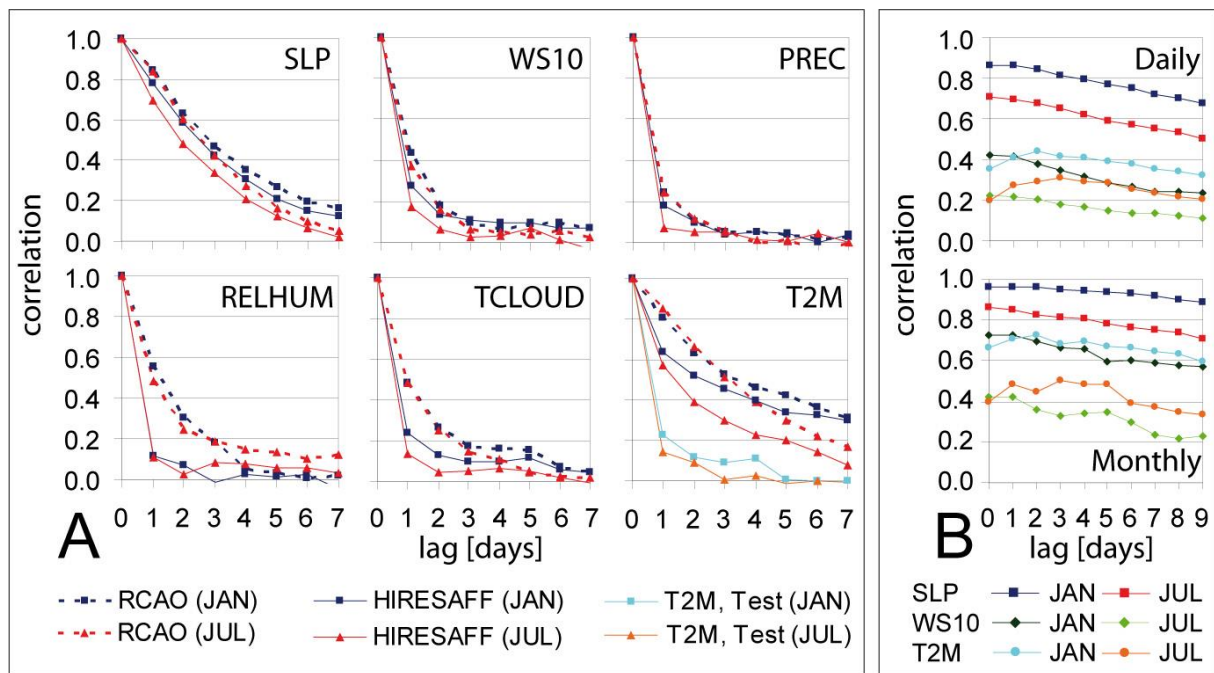 1.0 SLP WS10 PREC
0.8
0.6
0.4
0.2
0.0
correlation
1.0 RELHUM TCLOUD T2M
0.8
0.6
0.4
0.2
0.0
0 1 2 3 4 5 6 7 0 1 2 3 4 5 6 7 0 1 2 3 4 5 6 7
A lag [days]
RCAO (JAN) HIRESAFF (JAN) T2M, Test (JAN)
RCAO (JUL) HIRESAFF (JUL) T2M, Test (JUL)
1.0 Daily
0.8
0.6
0.4
0.2
0.0
1.0
0.8
0.6
0.4
0.2
0.0 Monthly
0 1 2 3 4 5 6 7 8 9
B lag [days]
SLP JAN JUL
WS10 JAN JUL
T2M JAN JUL